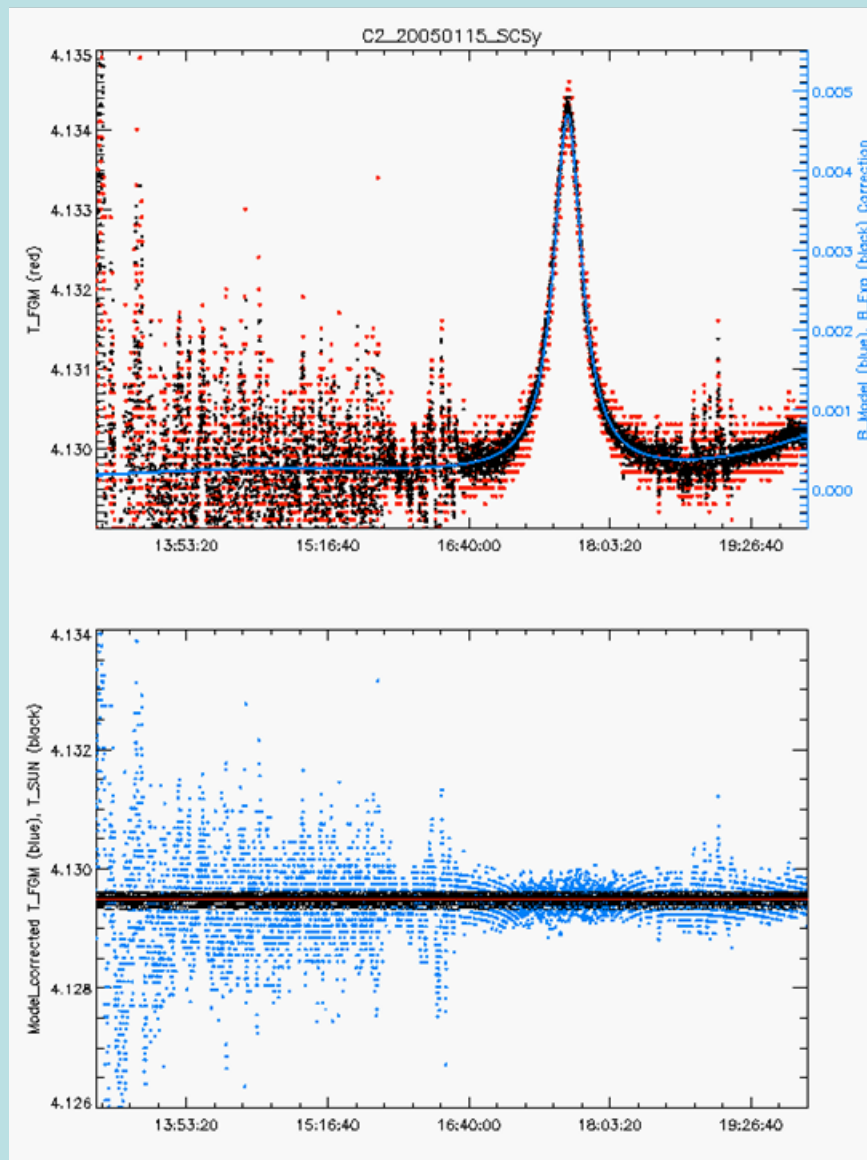 C2_20050115_SCSy
4.135
4.134
4.133
4.132
4.131
4.130
T_FGM (red)
0.005
0.004
0.003
0.002
0.001
0.000
B_Model (blue), B_Exp (black) Correction
13:53:20 15:16:40 16:40:00 18:03:20 19:26:40
4.134
4.132
4.130
4.128
4.126
Model_corrected T_FGM (blue), T_SUN (black)
13:53:20 15:16:40 16:40:00 18:03:20 19:26:40